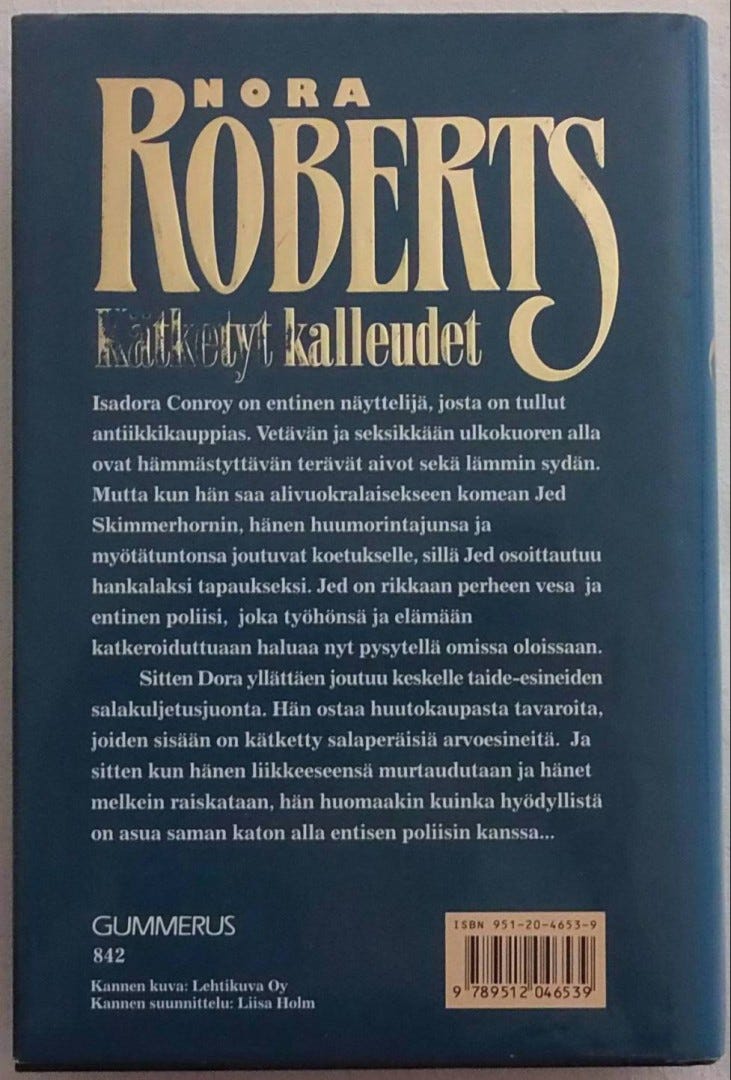 NORA
ROBERTS
Kätketyt kalleudet
Isadora Conroy on entinen näyttelijä, josta on tullut
antiikkikauppias. Vetävän ja seksikkään ulkokuoren alla
ovat hämmästyttävän terävät aivot sekä lämmin sydän.
Mutta kun hän saa alivuokralaisekseen komean Jed
Skimmerhornin, hänen huumorintajunsa ja
myötätuntonsa joutuvat koetukselle, sillä Jed osoittautuu
hankalaksi tapaukseksi. Jed on rikkaan perheen vesa ja
entinen poliisi, joka työhönsä ja elämään
katkeroiduttuaan haluaa nyt pysytellä omissa oloissaan.
Sitten Dora yllättäen joutuu keskelle taide-esineiden
salakuljetusjuonta. Hän ostaa huutokaupasta tavaroita,
joiden sisään on kätketty salaperäisiä arvoesineitä. Ja
sitten kun hänen liikkeeseensä murtaudutaan ja hänet
melkein raiskataan, hän huomaakin kuinka hyödyllistä
on asua saman katon alla entisen poliisin kanssa...
GUMMERUS
842
Kannen kuva: Lehtikuva Oy
Kannen suunnittelu: Liisa Holm
ISBN 951-20-4653-9
9 789512 046539